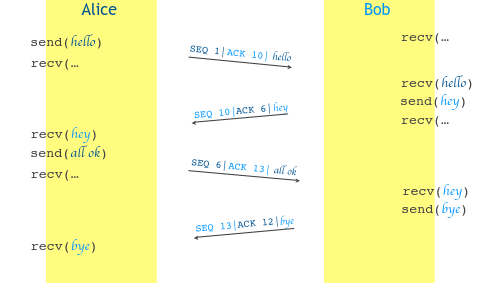 Alice
Bob
recv(…
send(hello)
SEQ 1|ACK 10| hello
recv(…
recv(hello)
send(hey)
SEQ 10|ACK 6|hey
recv(…
recv(hey)
send(all ok)
SEQ 6|ACK 13| all ok
recv(…
recv(hey)
send(bye)
SEQ 13|ACK 12|bye
recv(bye)